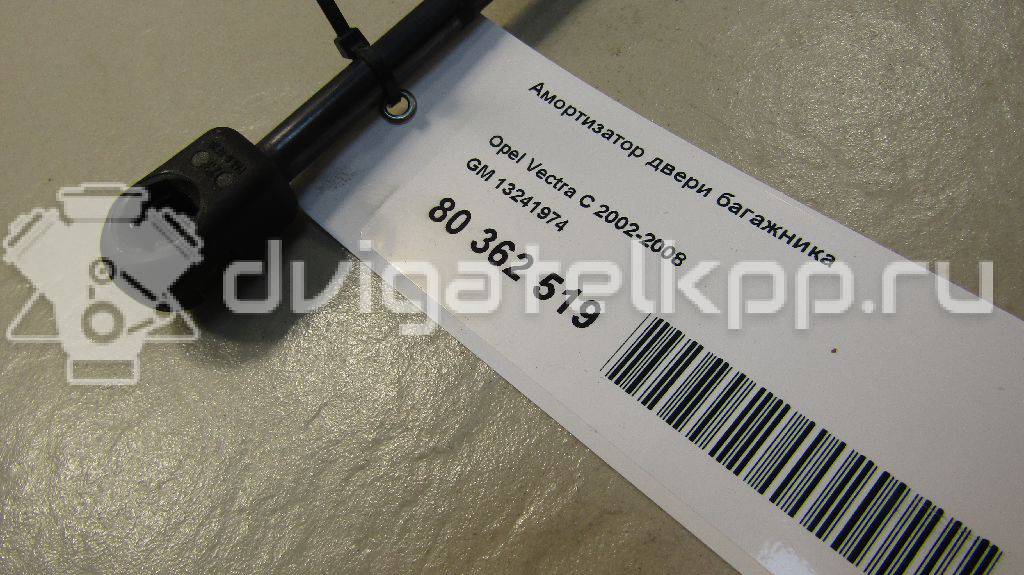 Амортизатор двери багажника
Opel Vectra C 2002-2008
GM 13241974
80 362 519
dvigatelkpp.ru